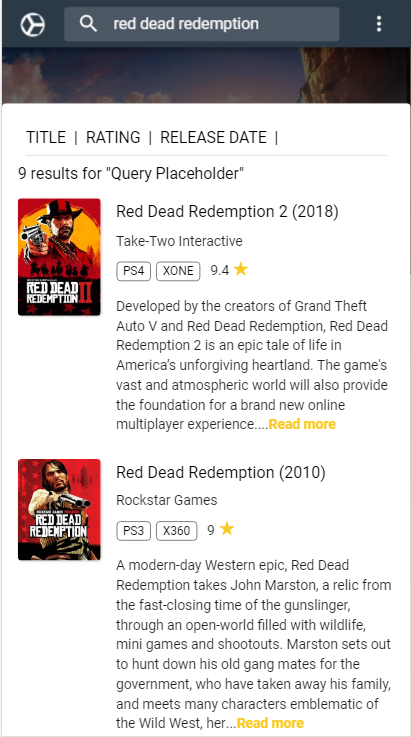 red dead redemption
TITLE | RATING | RELEASE DATE |
9 results for "Query Placeholder"
Red Dead Redemption 2 (2018)
Take-Two Interactive
PS4 XONE 9.4
RED DEAD
REDEMPTION II
Developed by the creators of Grand Theft
Auto V and Red Dead Redemption, Red Dead
Redemption 2 is an epic tale of life in
America's unforgiving heartland. The game's
vast and atmospheric world will also provide
the foundation for a brand new online
multiplayer experience....Read more
Red Dead Redemption (2010)
Rockstar Games
PS3 X360 9
ROCKSTAR GAMES PRESENTS
RED DEAD
REDEMPTION
A modern-day Western epic, Red Dead
Redemption takes John Marston, a relic from
the fast-closing time of the gunslinger,
through an open-world filled with wildlife,
mini games and shootouts. Marston sets out
to hunt down his old gang mates for the
government, who have taken away his family,
and meets many characters emblematic of
the Wild West, her...Read more